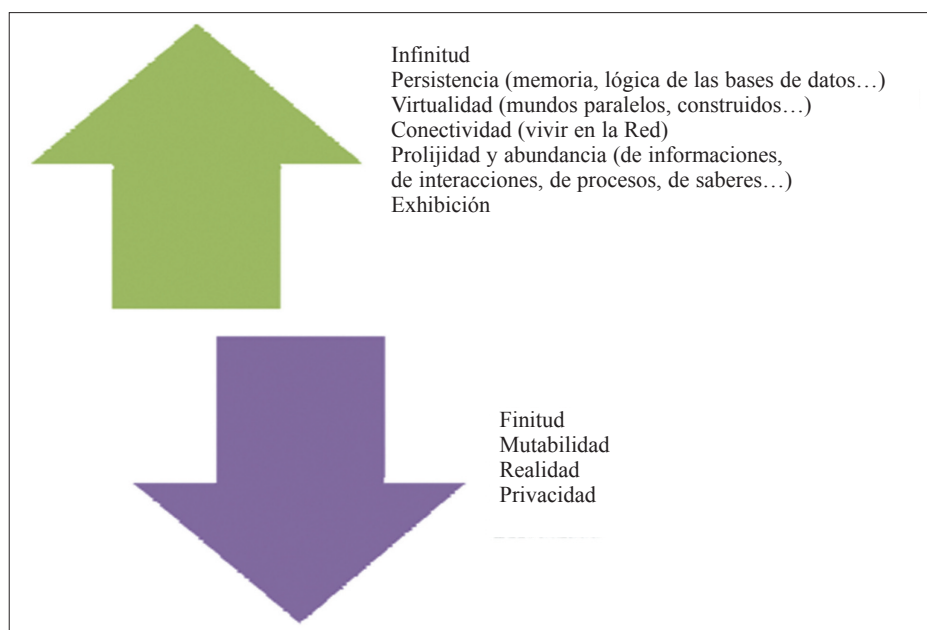 Infinitud
Persistencia (memoria, lógica de las bases de datos…)
Virtualidad (mundos paralelos, construidos…)
Conectividad (vivir en la Red)
Prolijidad y abundancia (de informaciones,
de interacciones, de procesos, de saberes…)
Exhibición
Finitud
Mutabilidad
Realidad
Privacidad